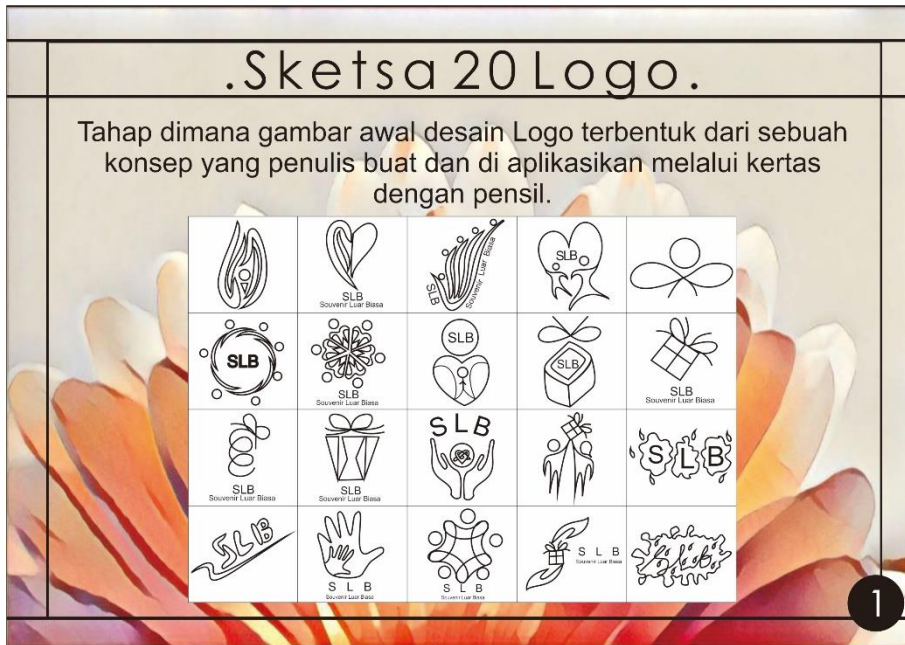 .Sketsa 20 Logo.
Tahap dimana gambar awal desain Logo terbentuk dari sebuah
konsep yang penulis buat dan di aplikasikan melalui kertas
dengan pensil.
SLB
Souvenir Luar Biasa
SLB
Souvenir Luar Biasa
SLB
SLB
SLB
Souvenir Luar Biasa
SLB
SLB
SLB
Souvenir Luar Biasa
SLB
Souvenir Luar Biasa
SLB
Souvenir Luar Biasa
SLB
SLB
SLB
S L B
Souvenir Luar Biasa
S L B
Souvenir Luar Biasa
S L B
Souvenir Luar Biasa
1